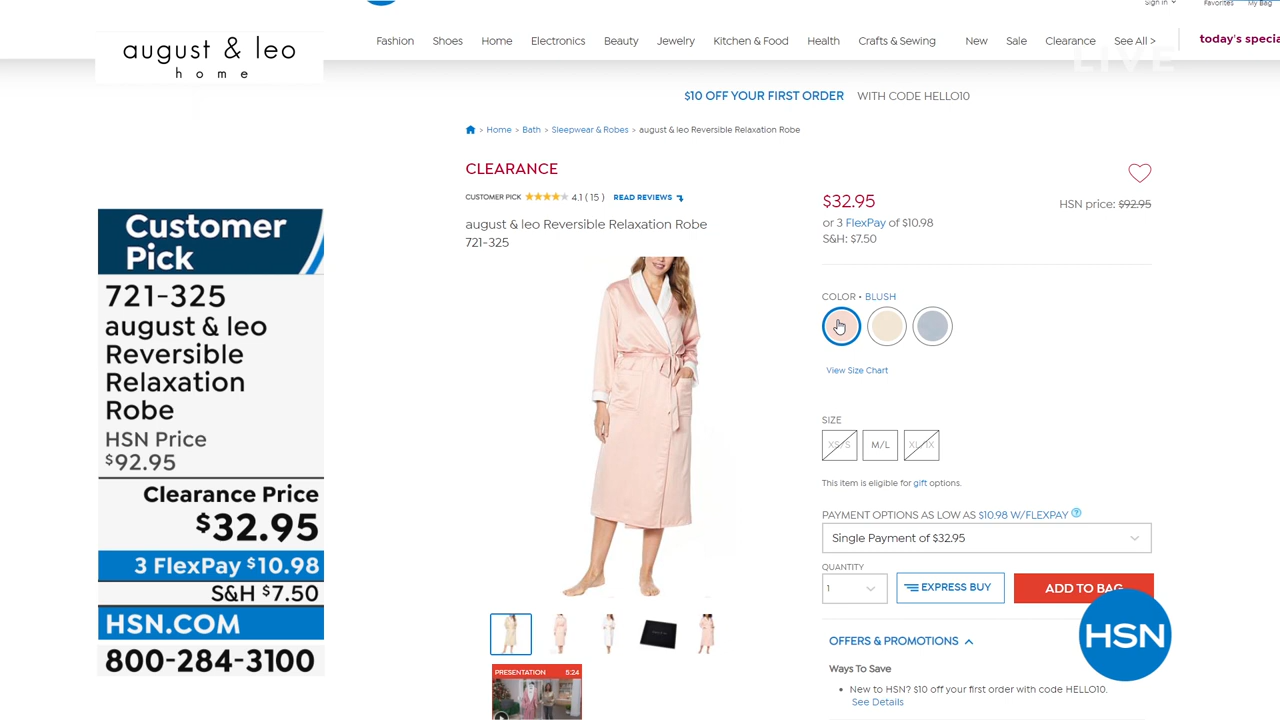 august & leo
home
Customer
Pick
721-325
august & leo
Reversible
Relaxation
Robe
HSN Price
$92.95
Clearance Price
$32.95
3 FlexPay $10.98
S&H $7.50
HSN.COM
800-284-3100
Sign In Favorites My Bag
Fashion Shoes Home Electronics Beauty Jewelry Kitchen & Food Health Crafts & Sewing New Sale Clearance See All > today's specia
LIVE
$10 OFF YOUR FIRST ORDER WITH CODE HELLO10
> Home > Bath > Sleepwear & Robes > august & leo Reversible Relaxation Robe
CLEARANCE
CUSTOMER PICK 4.1 ( 15 ) READ REVIEWS
august & leo Reversible Relaxation Robe
721-325
PRESENTATION 5:24
$32.95 HSN price: $92.95
or 3 FlexPay of $10.98
S&H: $7.50
COLOR • BLUSH
View Size Chart
SIZE
XS/S M/L XL/1X
This item is eligible for gift options.
PAYMENT OPTIONS AS LOW AS $10.98 W/FLEXPAY ?
Single Payment of $32.95
QUANTITY
1 EXPRESS BUY ADD TO BAG
OFFERS & PROMOTIONS
HSN
Ways To Save
• New to HSN? $10 off your first order with code HELLO10.
See Details